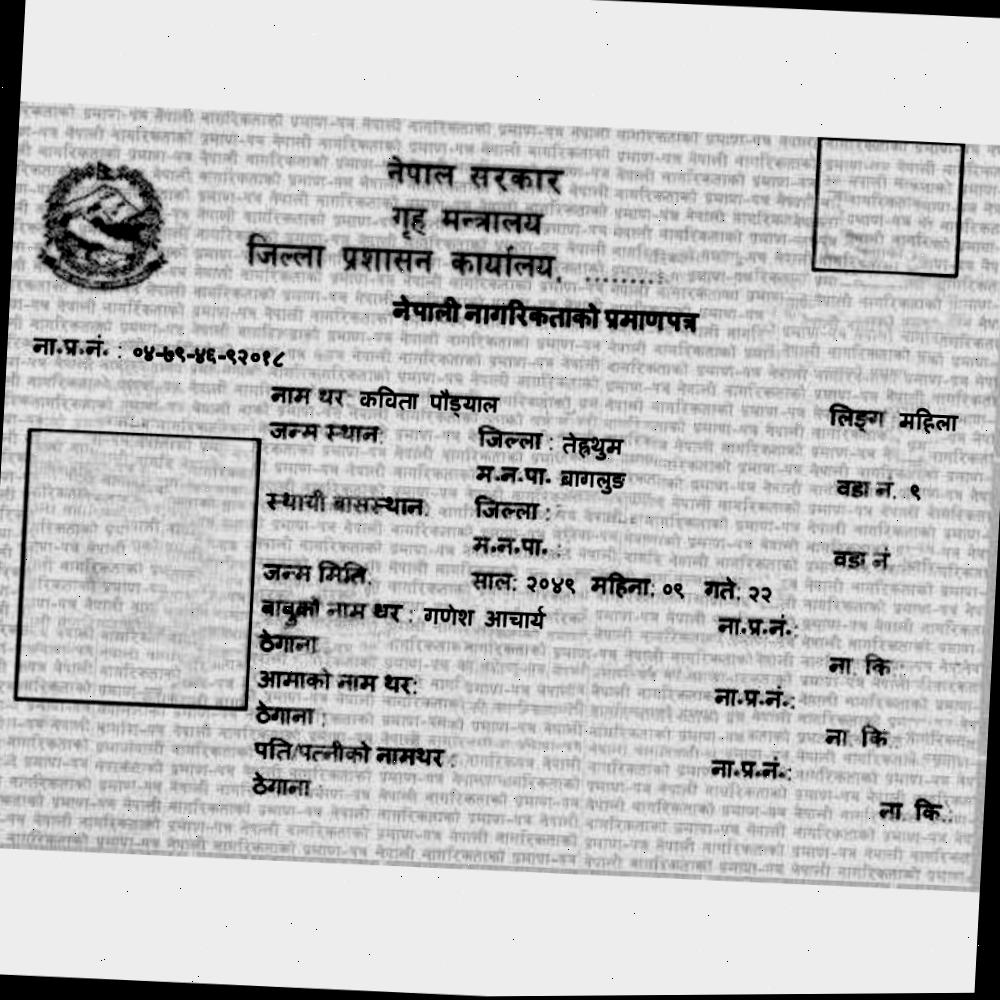 नेपाल सरकार
गृह मन्त्रालय
जिल्ला प्रशासन कार्यालय, ........:
नेपाली नागरिकताको प्रमाणपत्र
ना.प्र.नं. : ०४-७९-४६-९२०१८
नाम थर कविता पौड्याल लिङ्ग महिला
जन्म स्थान: जिल्ला : तेह्रथुम
म.न.पा. बागलुङ वडा नं. ९
स्थायी बासस्थान: जिल्ला :
म.न.पा. : वडा नं
जन्म मिति: साल: २०४९ महिना: ०९ गते: २२
बाबुको नाम थर : गणेश आचार्य ना.प्र.नं.:
ठेगाना ना. कि.:
आमाको नाम थर: ना.प्र.नं.:
ठेगाना : ना. कि.:
पति/पत्नीको नामथर : ना.प्र.नं.:
ठेगाना : ना. कि.: